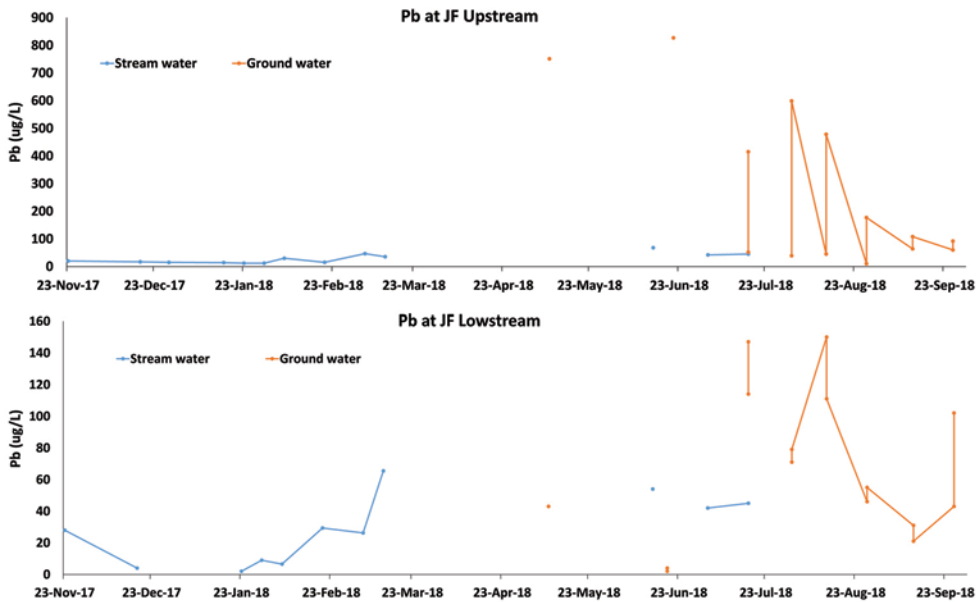 Pb at JF Upstream
900
800
700
600
500
400
300
200
100
0
Pb (ug/L)
Stream water Ground water
23-Nov-17 23-Dec-17 23-Jan-18 23-Feb-18 23-Mar-18 23-Apr-18 23-May-18 23-Jun-18 23-Jul-18 23-Aug-18 23-Sep-18
Pb at JF Lowstream
160
140
120
100
80
60
40
20
0
Pb (ug/L)
Stream water Ground water
23-Nov-17 23-Dec-17 23-Jan-18 23-Feb-18 23-Mar-18 23-Apr-18 23-May-18 23-Jun-18 23-Jul-18 23-Aug-18 23-Sep-18